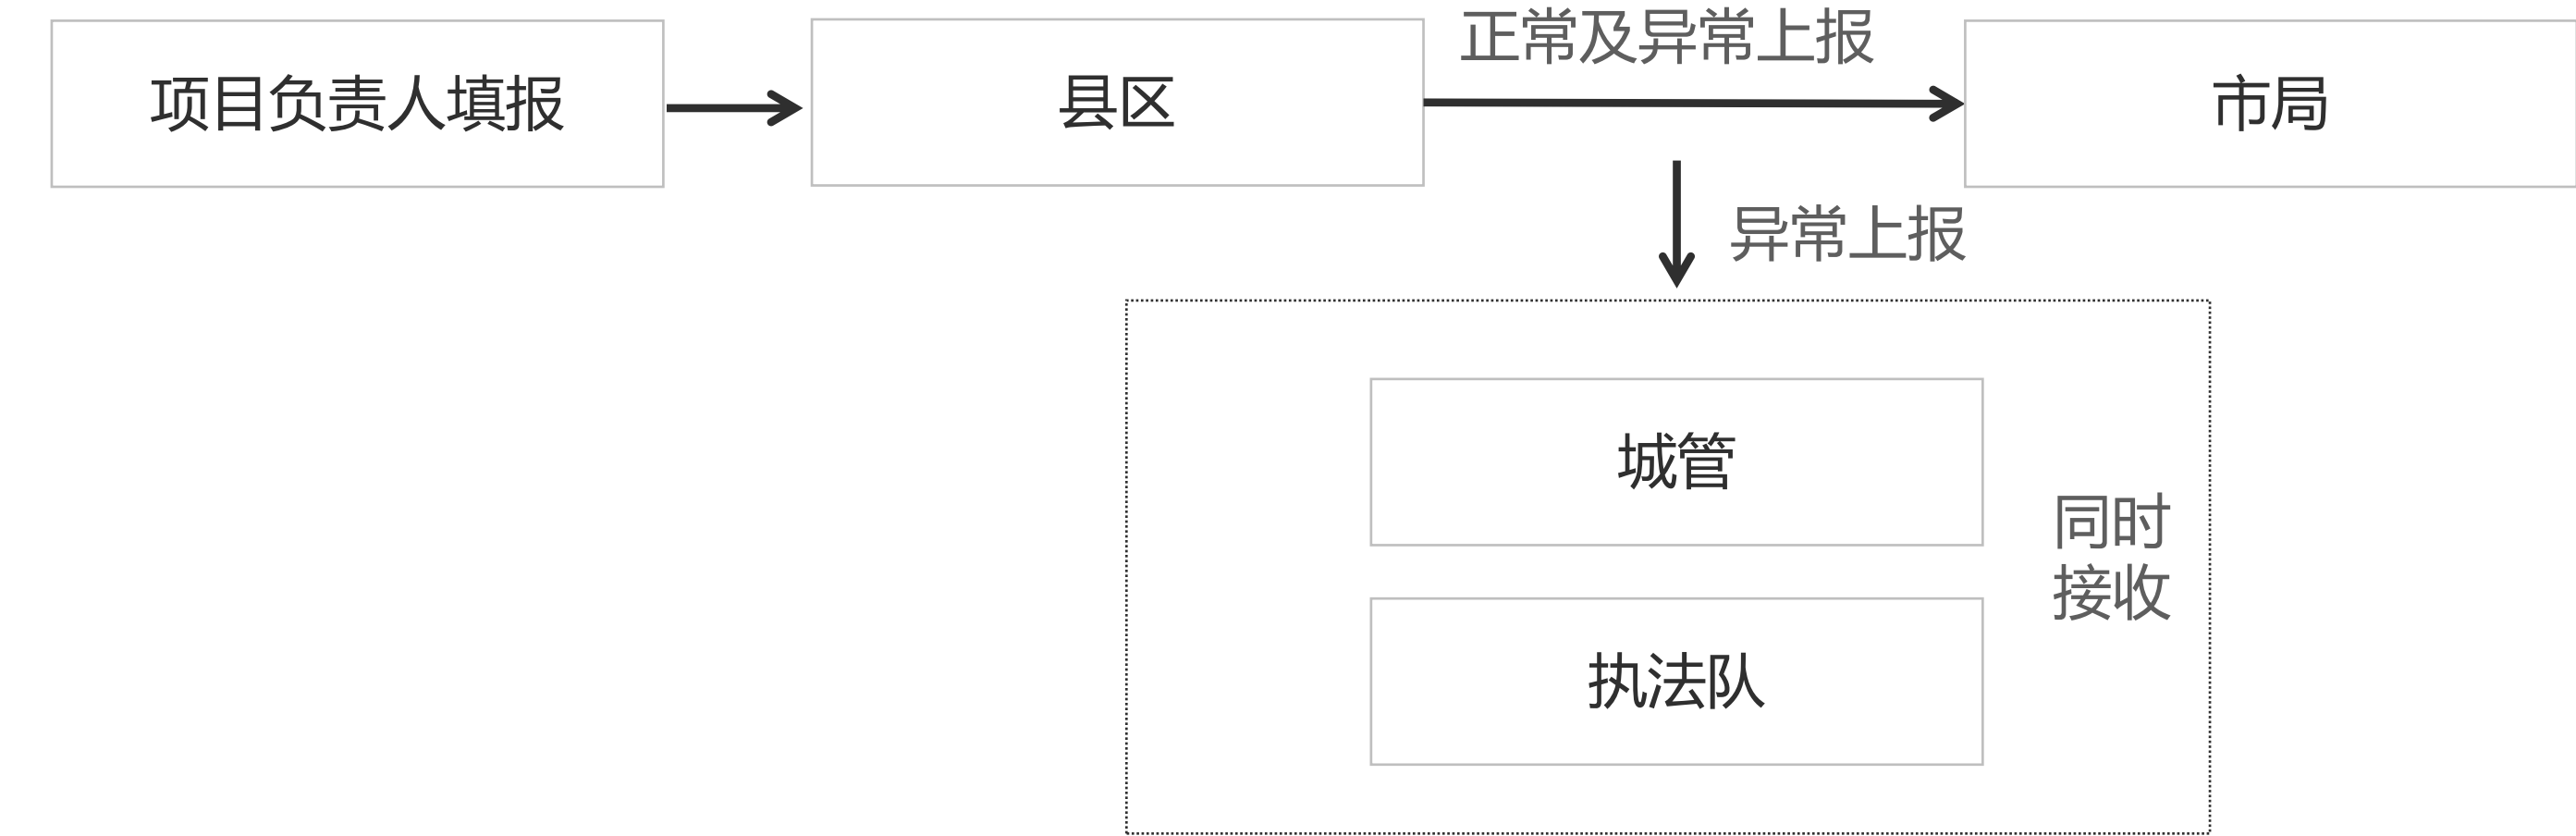 项目负责人填报
县区
正常及异常上报
市局
异常上报
城管
执法队
同时
接收